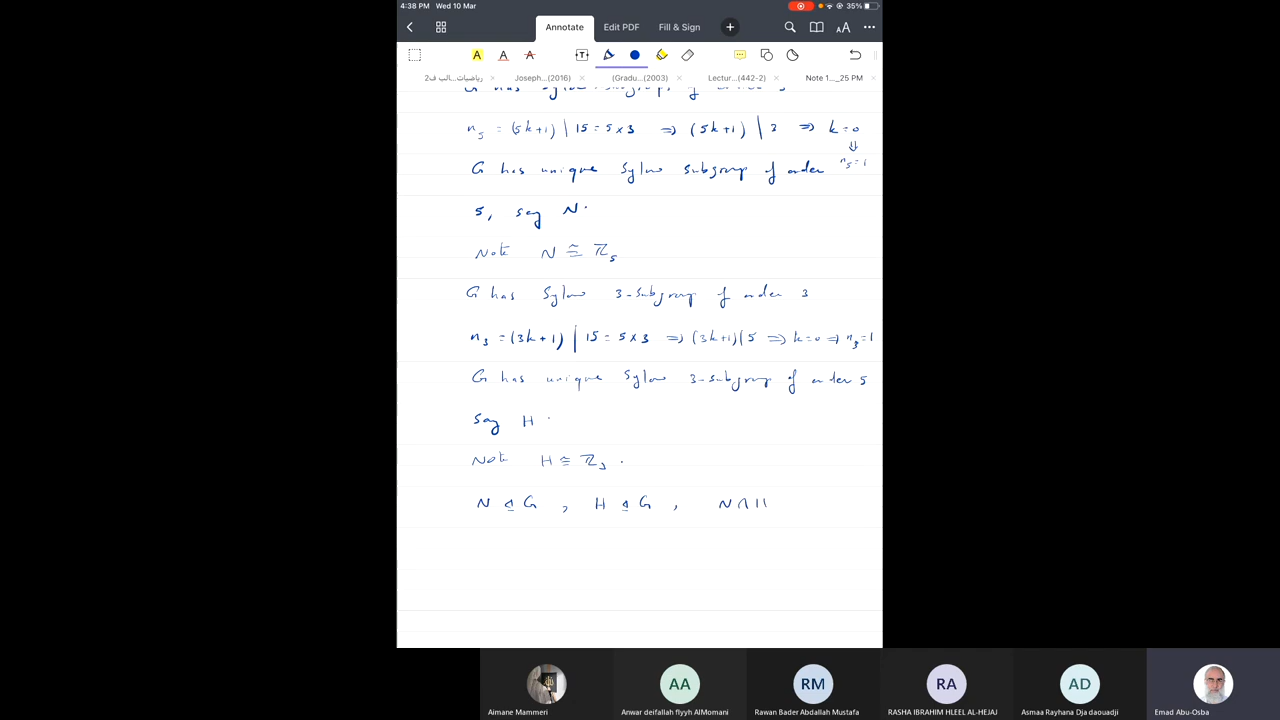 4:38 PM Wed 10 Mar 35%
Annotate Edit PDF Fill & Sign
رياضيات...الب ف2 Joseph...(2016) (Gradu...(2003) Lectur...(442-2) Note 1..._25 PM
n₅ = (5k+1) | 15 = 5 × 3 ⇒ (5k+1) | 3 ⇒ k=0
⇓
n₅=1
G has unique Sylow subgroup of order
5, say N.
Note N ≅ ℤ₅
G has Sylow 3-subgroup of order 3
n₃ = (3k+1) | 15 = 5 × 3 ⇒ (3k+1) | 5 ⇒ k=0 ⇒ n₃=1
G has unique Sylow 3-subgroup of order 5
Say H.
Note H ≅ ℤ₃.
N ⊴ G , H ⊴ G , N ∩ H
AA RM RA AD
Aimane Mammeri Anwar deifallah flyyh AlMomani Rawan Bader Abdallah Mustafa RASHA IBRAHIM HLEEL AL-HEJAJ Asmaa Rayhana Dja daouadji Emad Abu-Osba